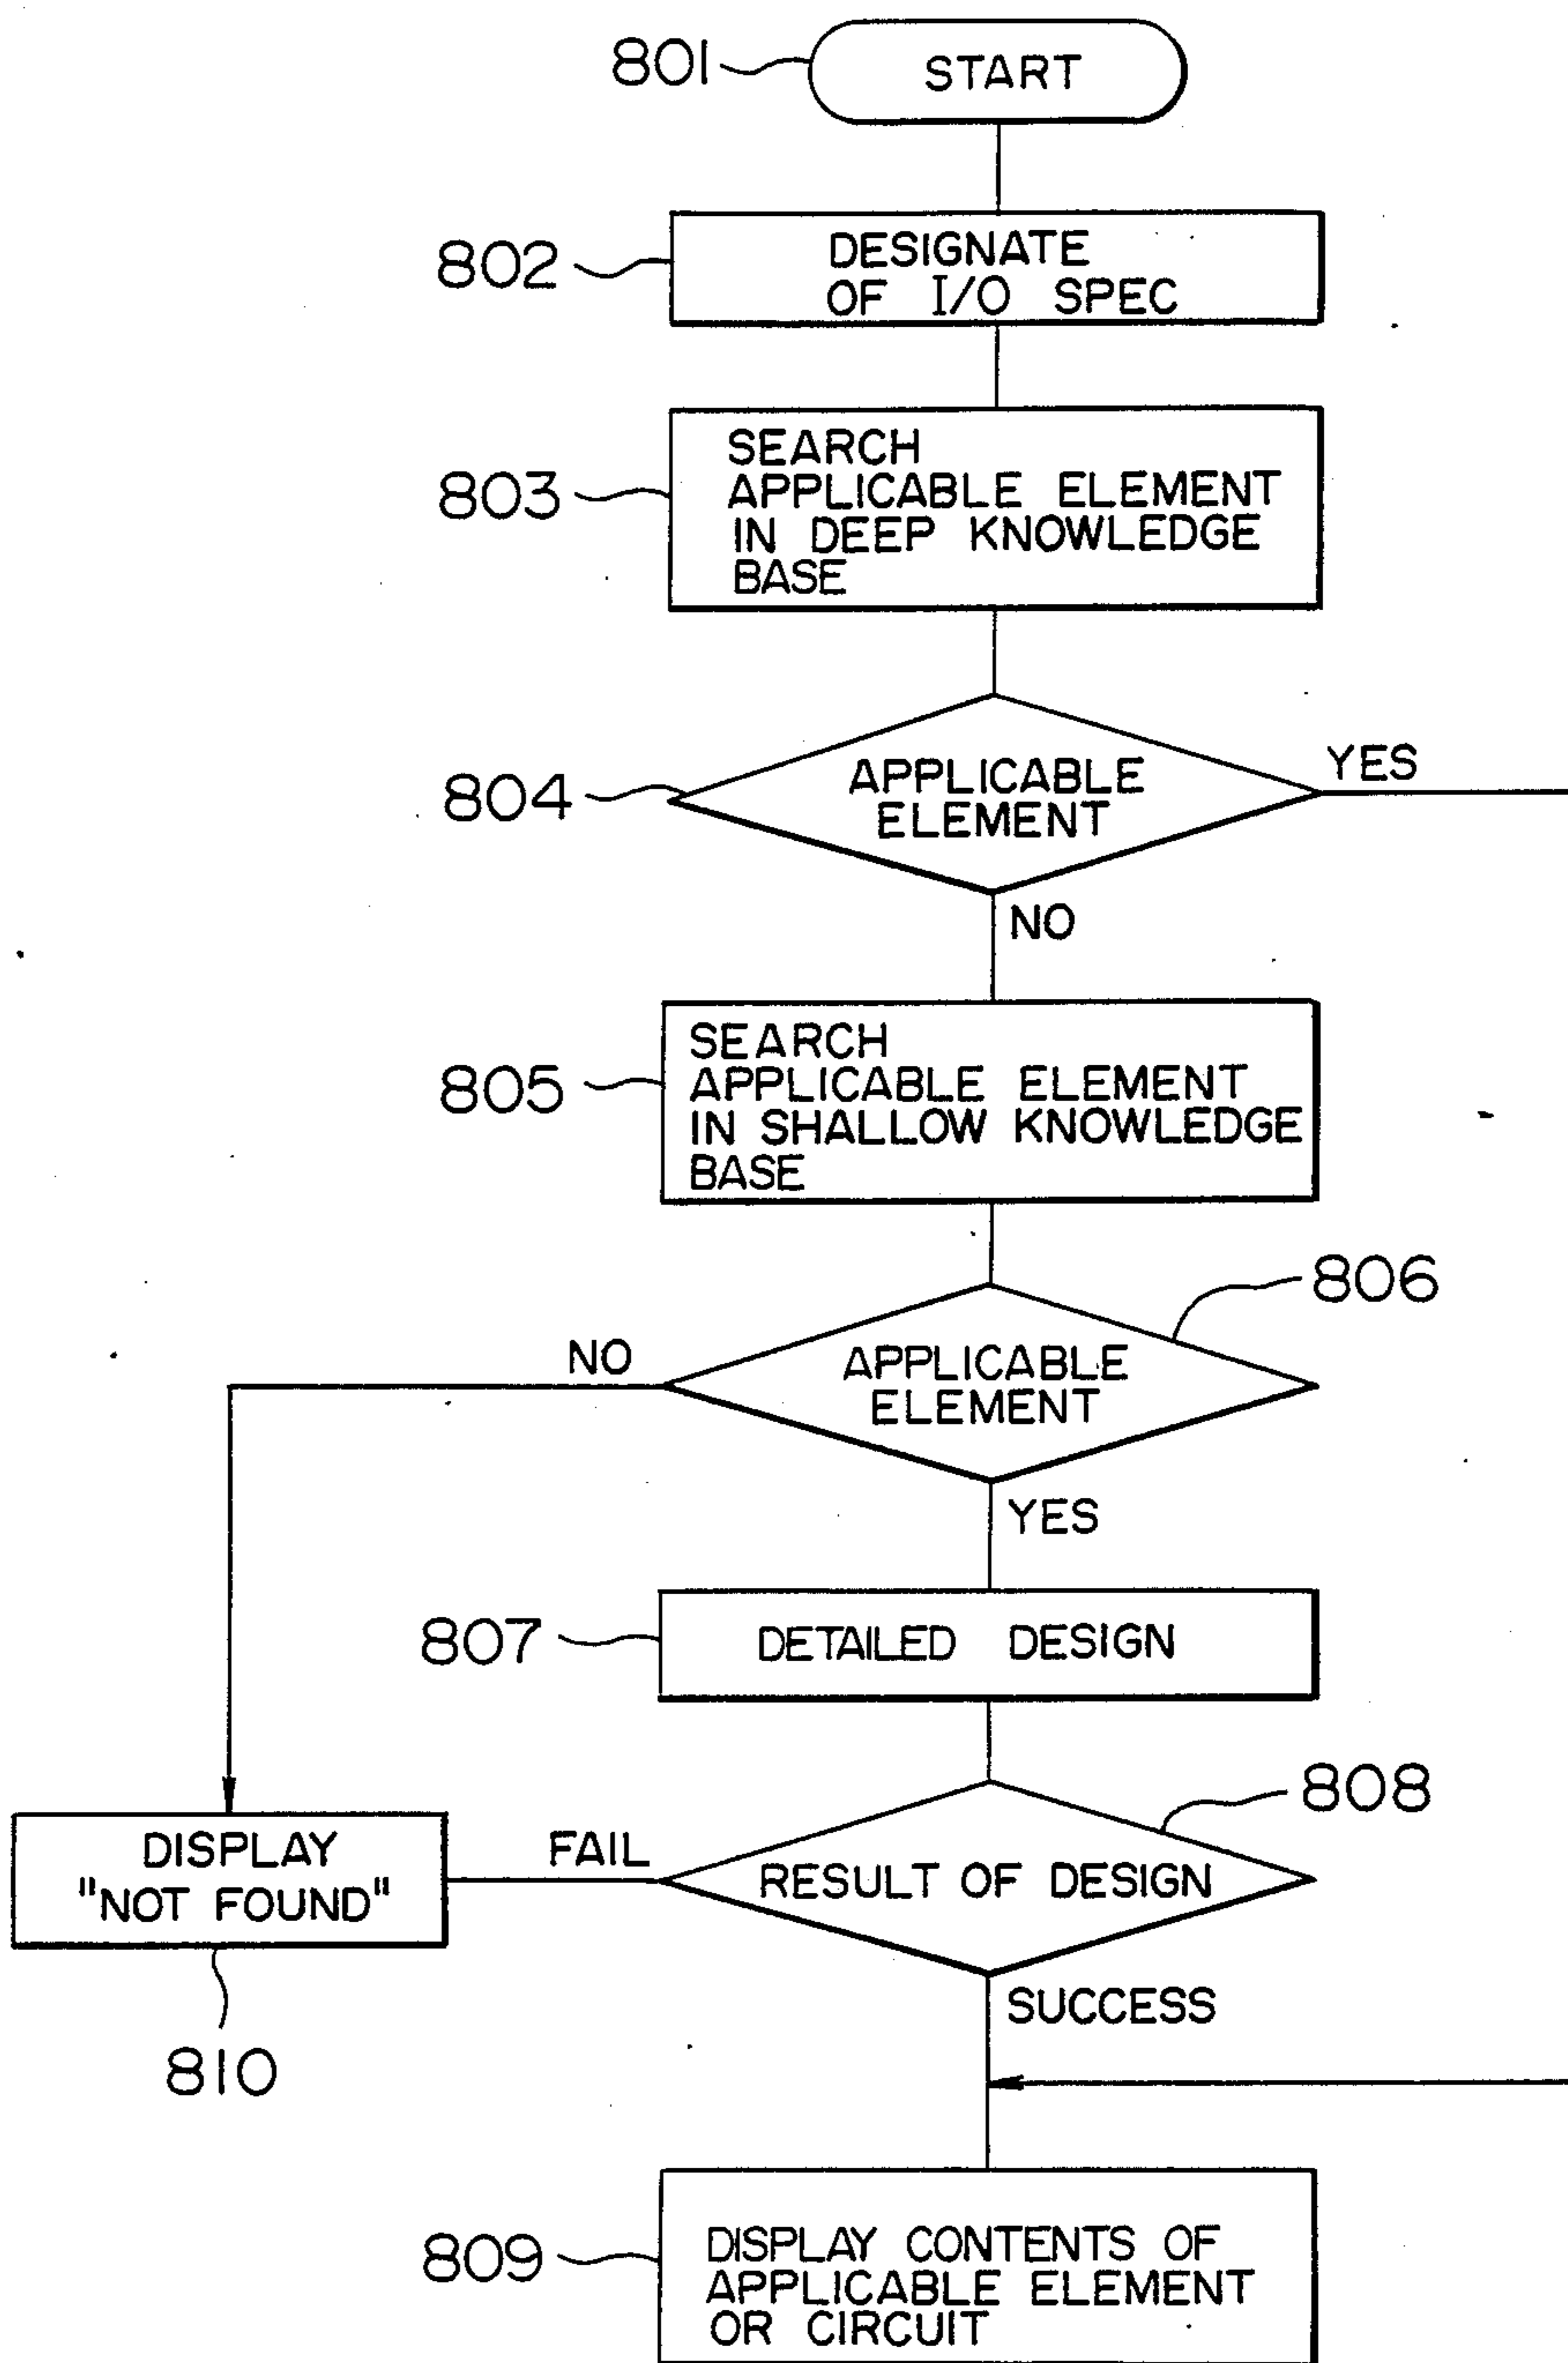 801
START
802
DESIGNATE
OF I/O SPEC
803
SEARCH
APPLICABLE ELEMENT
IN DEEP KNOWLEDGE
BASE
804
APPLICABLE
ELEMENT
YES
NO
805
SEARCH
APPLICABLE ELEMENT
IN SHALLOW KNOWLEDGE
BASE
806
APPLICABLE
ELEMENT
NO
YES
807
DETAILED DESIGN
808
RESULT OF DESIGN
FAIL
DISPLAY
"NOT FOUND"
810
SUCCESS
809
DISPLAY CONTENTS OF
APPLICABLE ELEMENT
OR CIRCUIT